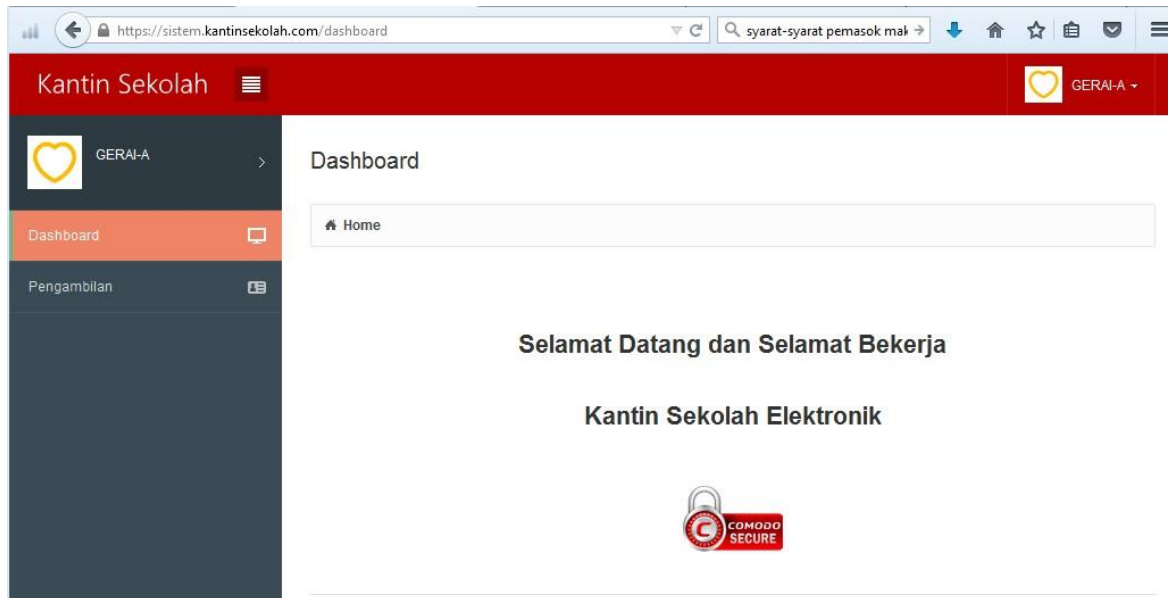 https://sistem.kantinsekolah.com/dashboard
syarat-syarat pemasok mak
Kantin Sekolah
GERAI-A
GERAI-A
Dashboard
Home
Dashboard
Pengambilan
Selamat Datang dan Selamat Bekerja
Kantin Sekolah Elektronik
C COMODO
SECURE